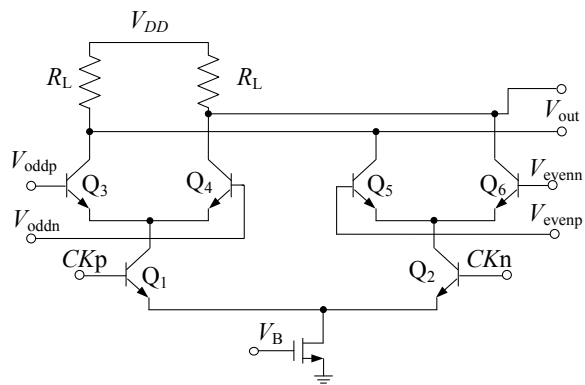 V_DD
R_L
R_L
V_out
V_oddp
Q_3
Q_4
Q_5
Q_6
V_evenn
V_oddn
V_evenp
CKp
Q_1
Q_2
CKn
V_B